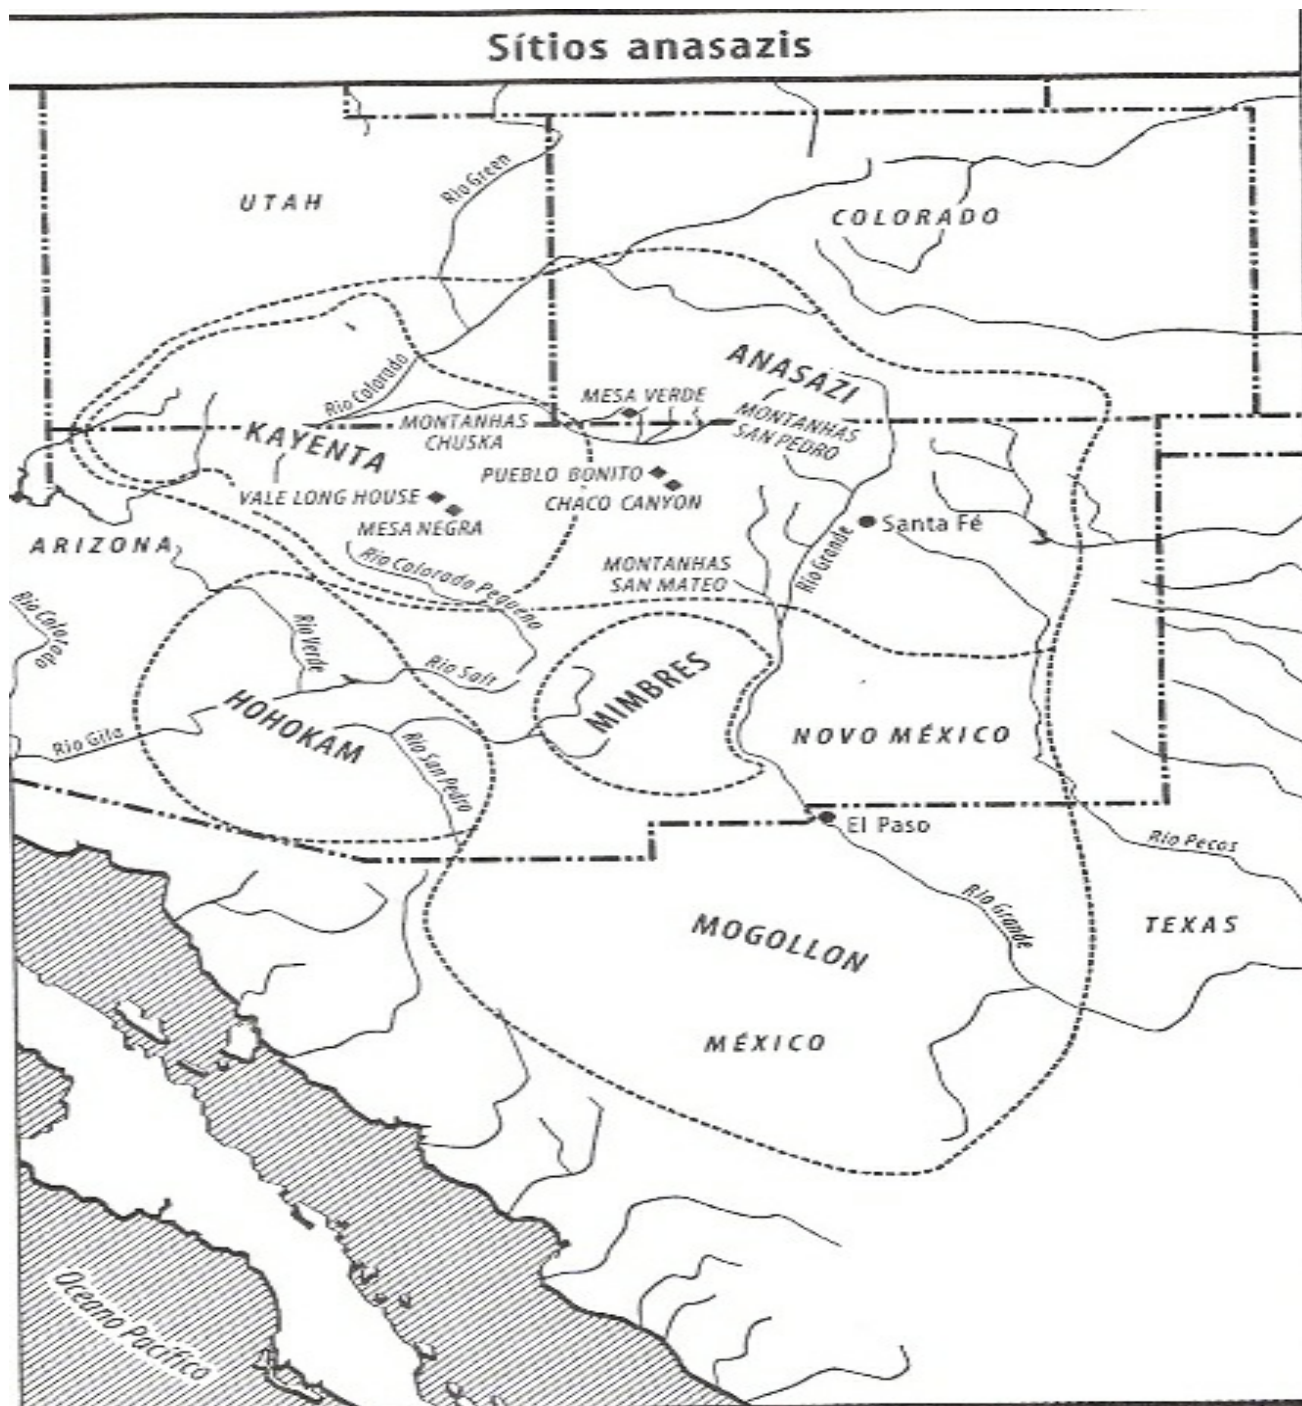 Sítios anasazis
UTAH
Rio Green
COLORADO
ANASAZI
Rio Colorado
MESA VERDE
MONTANHAS
CHUSKA
MONTANHAS
SAN PEDRO
KAYENTA
PUEBLO BONITO
VALE LONG HOUSE
CHACO CANYON
MESA NEGRA
Santa Fé
ARIZONA
Rio Grande
Rio Colorado Pequeno
MONTANHAS
SAN MATEO
Rio Colorado
Rio Verde
Rio Salt
MIMBRES
HOHOKAM
Rio Gila
Rio San Pedro
NOVO MÉXICO
El Paso
Rio Pecos
Rio Grande
MOGOLLON
TEXAS
MÉXICO
Oceano Pacífico